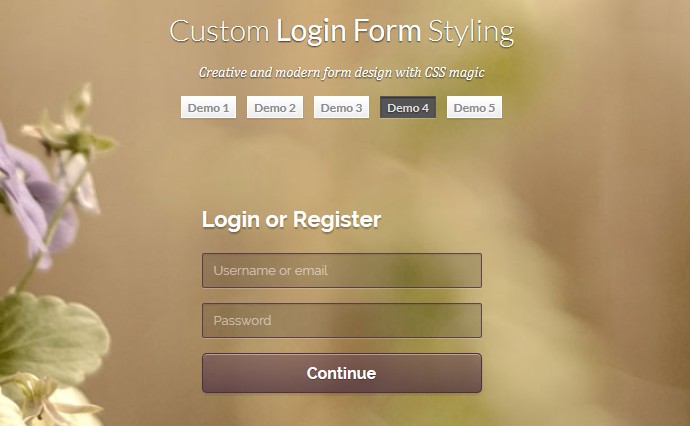 Custom Login Form Styling
Creative and modern form design with CSS magic
Demo 1 Demo 2 Demo 3 Demo 4 Demo 5
Login or Register
Username or email
Password
Continue